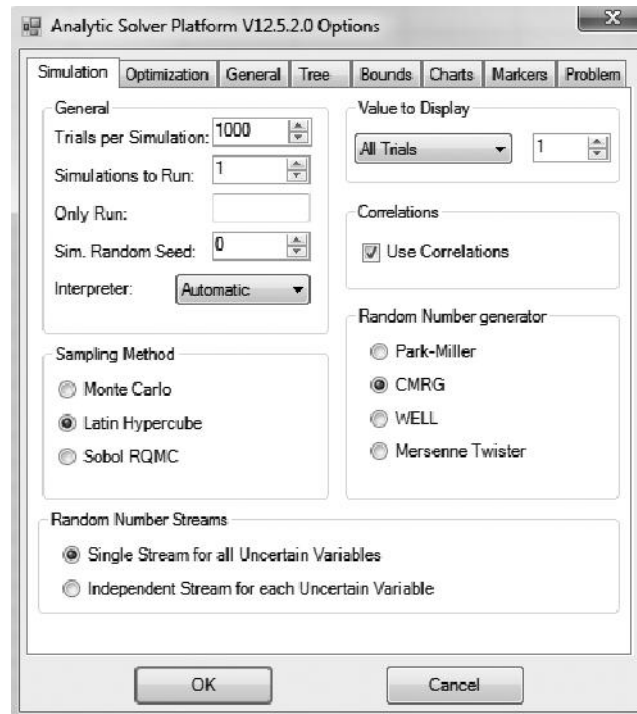 Analytic Solver Platform V12.5.2.0 Options
Simulation Optimization General Tree Bounds Charts Markers Problem
General
Trials per Simulation: 1000
Simulations to Run: 1
Only Run:
Sim. Random Seed: 0
Interpreter: Automatic
Value to Display
All Trials 1
Correlations
Use Correlations
Sampling Method
Monte Carlo
Latin Hypercube
Sobol RQMC
Random Number generator
Park-Miller
CMRG
WELL
Mersenne Twister
Random Number Streams
Single Stream for all Uncertain Variables
Independent Stream for each Uncertain Variable
OK Cancel